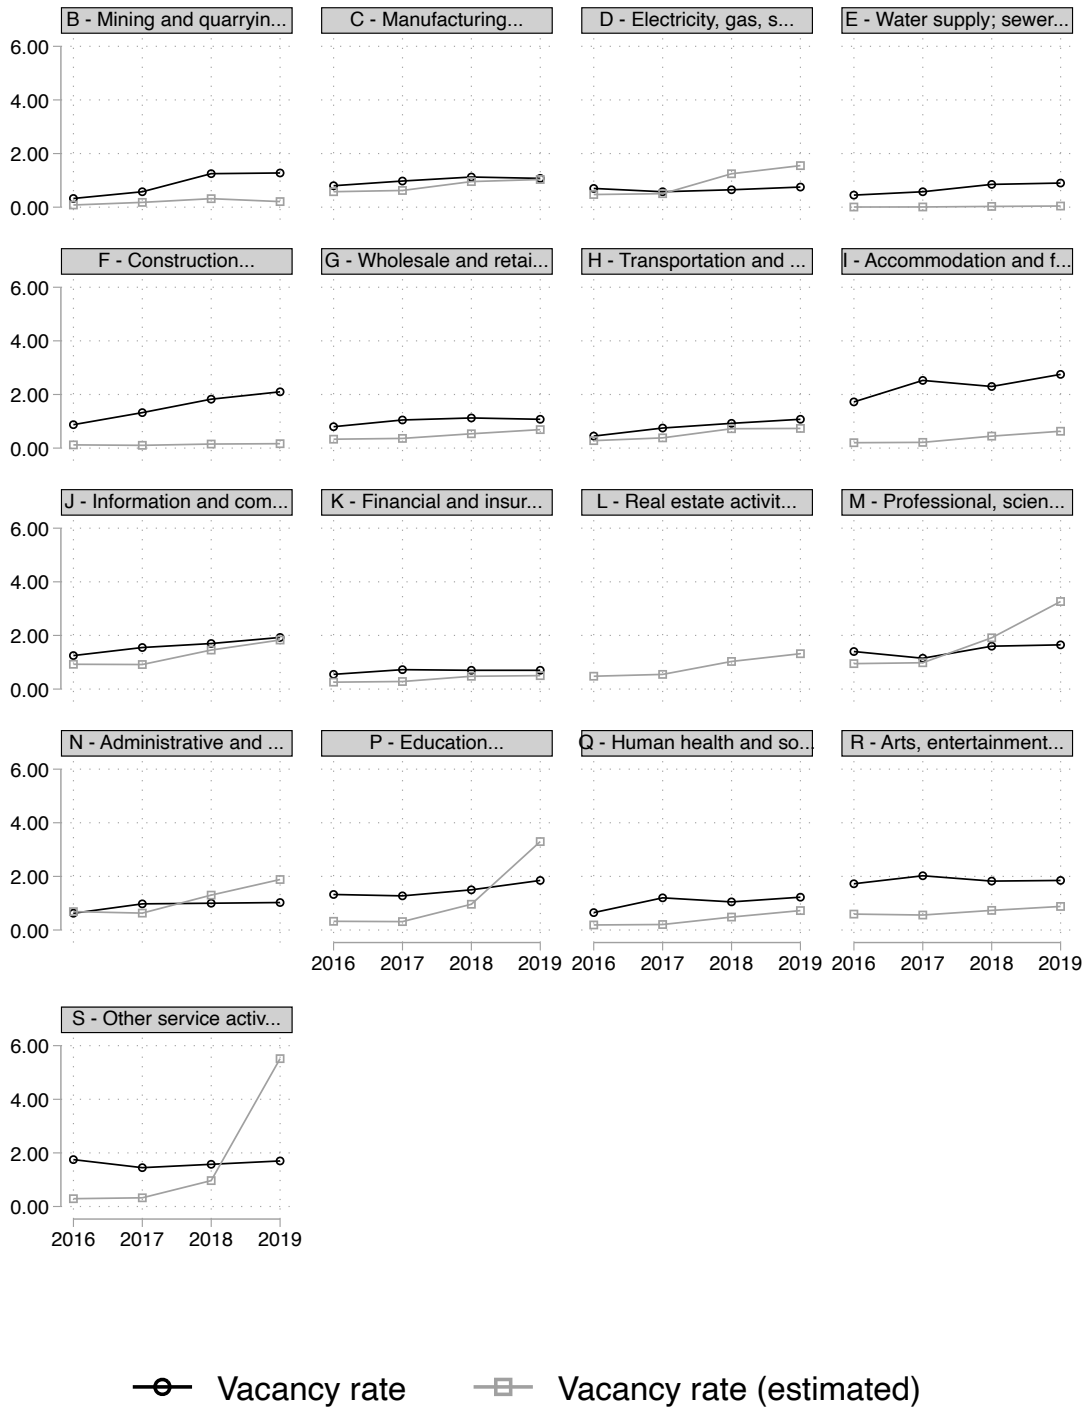 B - Mining and quarryin... C - Manufacturing... D - Electricity, gas, s... E - Water supply; sewer...
6.00
4.00
2.00
0.00
F - Construction... G - Wholesale and retai... H - Transportation and ... I - Accommodation and f...
6.00
4.00
2.00
0.00
J - Information and com... K - Financial and insur... L - Real estate activit... M - Professional, scien...
6.00
4.00
2.00
0.00
N - Administrative and ... P - Education... Q - Human health and so... R - Arts, entertainment...
6.00
4.00
2.00
0.00
2016 2017 2018 2019 2016 2017 2018 2019 2016 2017 2018 2019
S - Other service activ...
6.00
4.00
2.00
0.00
2016 2017 2018 2019
Vacancy rate Vacancy rate (estimated)